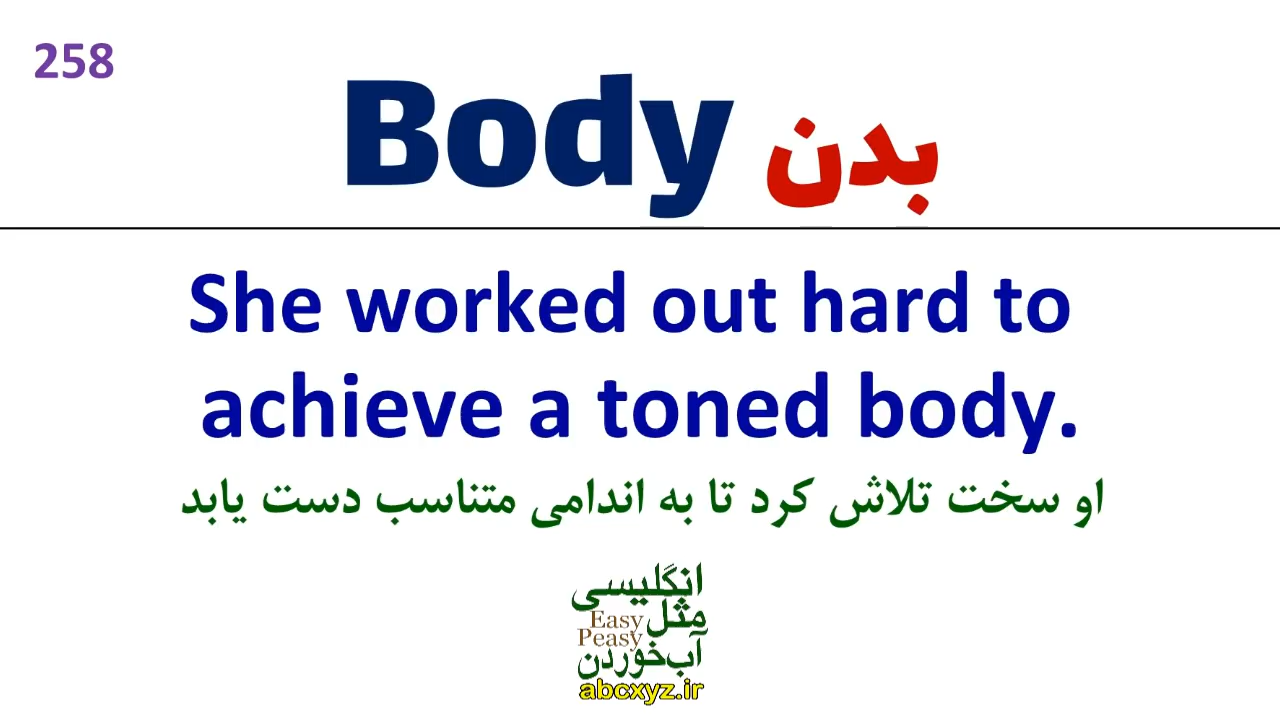 258
Body بدن
She worked out hard to
achieve a toned body.
او سخت تلاش کرد تا به اندامی متناسب دست یابد
انگلیسی
مثل
Easy
Peasy
آب‌خوردن
abcxyz.ir